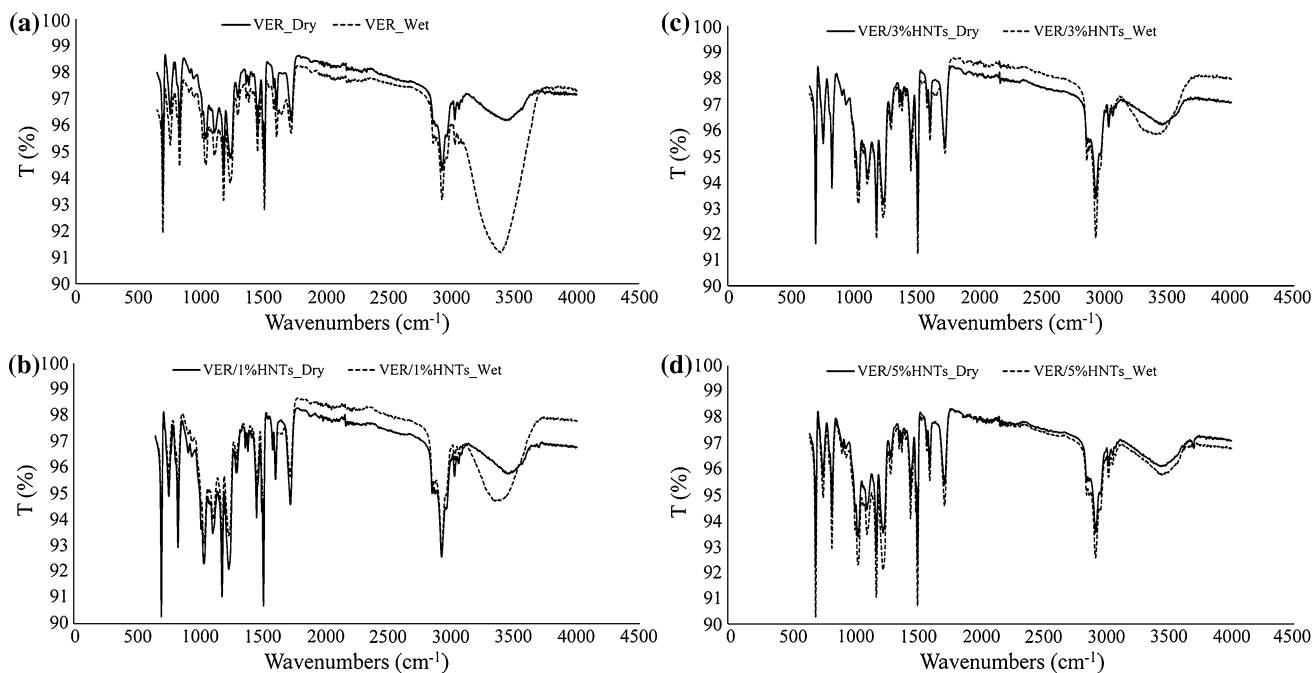 (a)
VER_Dry VER_Wet
100
99
98
97
96
95
94
93
92
91
90
T (%)
0 500 1000 1500 2000 2500 3000 3500 4000 4500
Wavenumbers (cm-1)
(c)
VER/3%HNTs_Dry VER/3%HNTs_Wet
100
99
98
97
96
95
94
93
92
91
90
T (%)
0 500 1000 1500 2000 2500 3000 3500 4000 4500
Wavenumbers (cm-1)
(b)
VER/1%HNTs_Dry VER/1%HNTs_Wet
100
99
98
97
96
95
94
93
92
91
90
T (%)
0 500 1000 1500 2000 2500 3000 3500 4000 4500
Wavenumbers (cm-1)
(d)
VER/5%HNTs_Dry VER/5%HNTs_Wet
100
99
98
97
96
95
94
93
92
91
90
T (%)
0 500 1000 1500 2000 2500 3000 3500 4000 4500
Wavenumbers (cm-1)